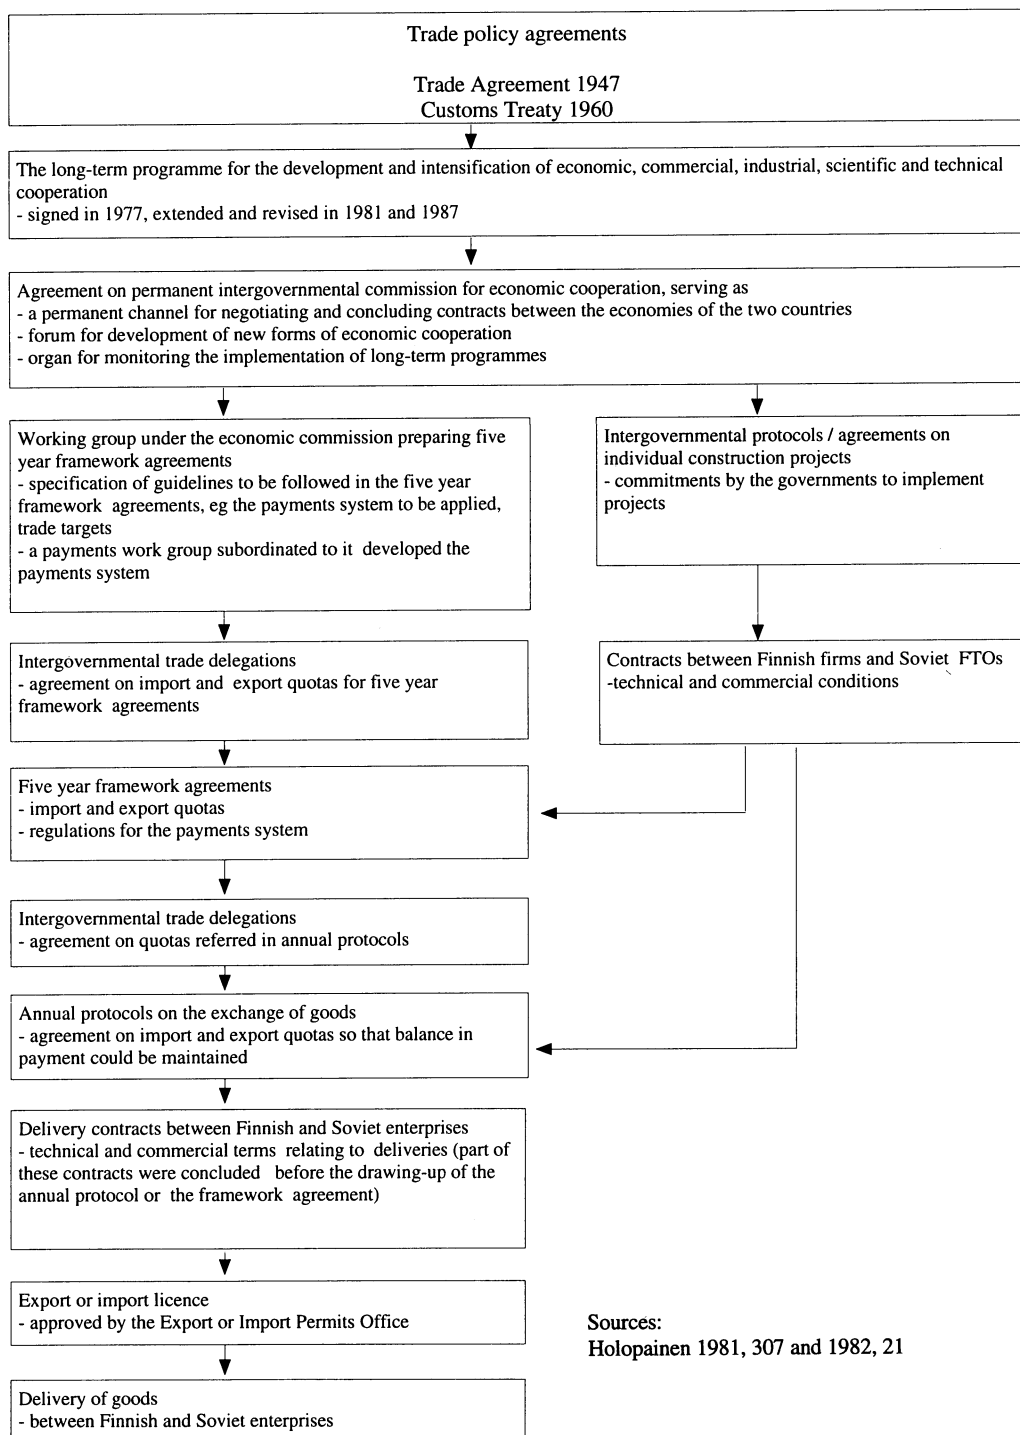 Trade policy agreements
Trade Agreement 1947
Customs Treaty 1960
The long-term programme for the development and intensification of economic, commercial, industrial, scientific and technical
cooperation
- signed in 1977, extended and revised in 1981 and 1987
Agreement on permanent intergovernmental commission for economic cooperation, serving as
- a permanent channel for negotiating and concluding contracts between the economies of the two countries
- forum for development of new forms of economic cooperation
- organ for monitoring the implementation of long-term programmes
Working group under the economic commission preparing five
year framework agreements
- specification of guidelines to be followed in the five year
framework agreements, eg the payments system to be applied,
trade targets
- a payments work group subordinated to it developed the
payments system
Intergovernmental protocols / agreements on
individual construction projects
- commitments by the governments to implement
projects
Intergovernmental trade delegations
- agreement on import and export quotas for five year
framework agreements
Contracts between Finnish firms and Soviet FTOs
-technical and commercial conditions
Five year framework agreements
- import and export quotas
- regulations for the payments system
Intergovernmental trade delegations
- agreement on quotas referred in annual protocols
Annual protocols on the exchange of goods
- agreement on import and export quotas so that balance in
payment could be maintained
Delivery contracts between Finnish and Soviet enterprises
- technical and commercial terms relating to deliveries (part of
these contracts were concluded before the drawing-up of the
annual protocol or the framework agreement)
Export or import licence
- approved by the Export or Import Permits Office
Sources:
Holopainen 1981, 307 and 1982, 21
Delivery of goods
- between Finnish and Soviet enterprises